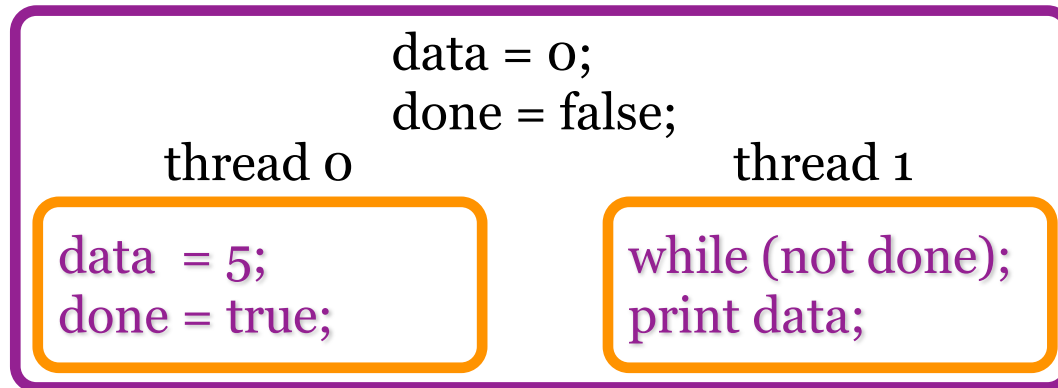 data = 0;
done = false;
thread 0
thread 1
data  = 5;
done = true;
while (not done);
print data;